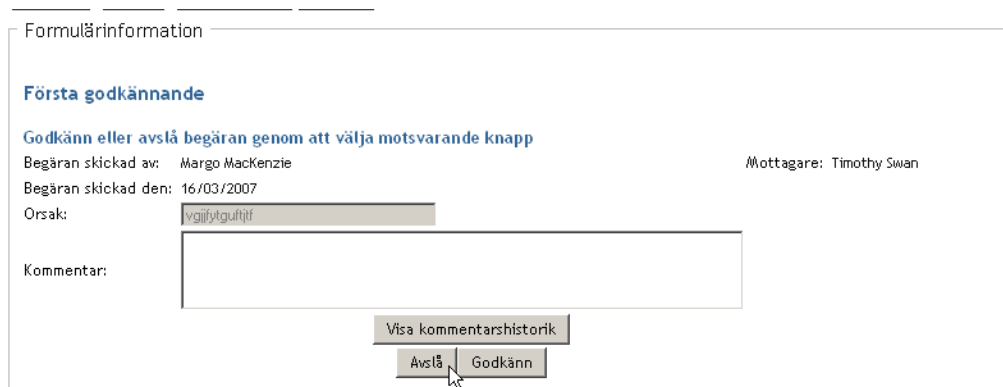 Formulärinformation
Första godkännande
Godkänn eller avslå begäran genom att välja motsvarande knapp
Begäran skickad av: Margo MacKenzie Mottagare: Timothy Swan
Begäran skickad den: 16/03/2007
Orsak: vgjjfytguftjtf
Kommentar:
Visa kommentarshistorik
Avslå Godkänn